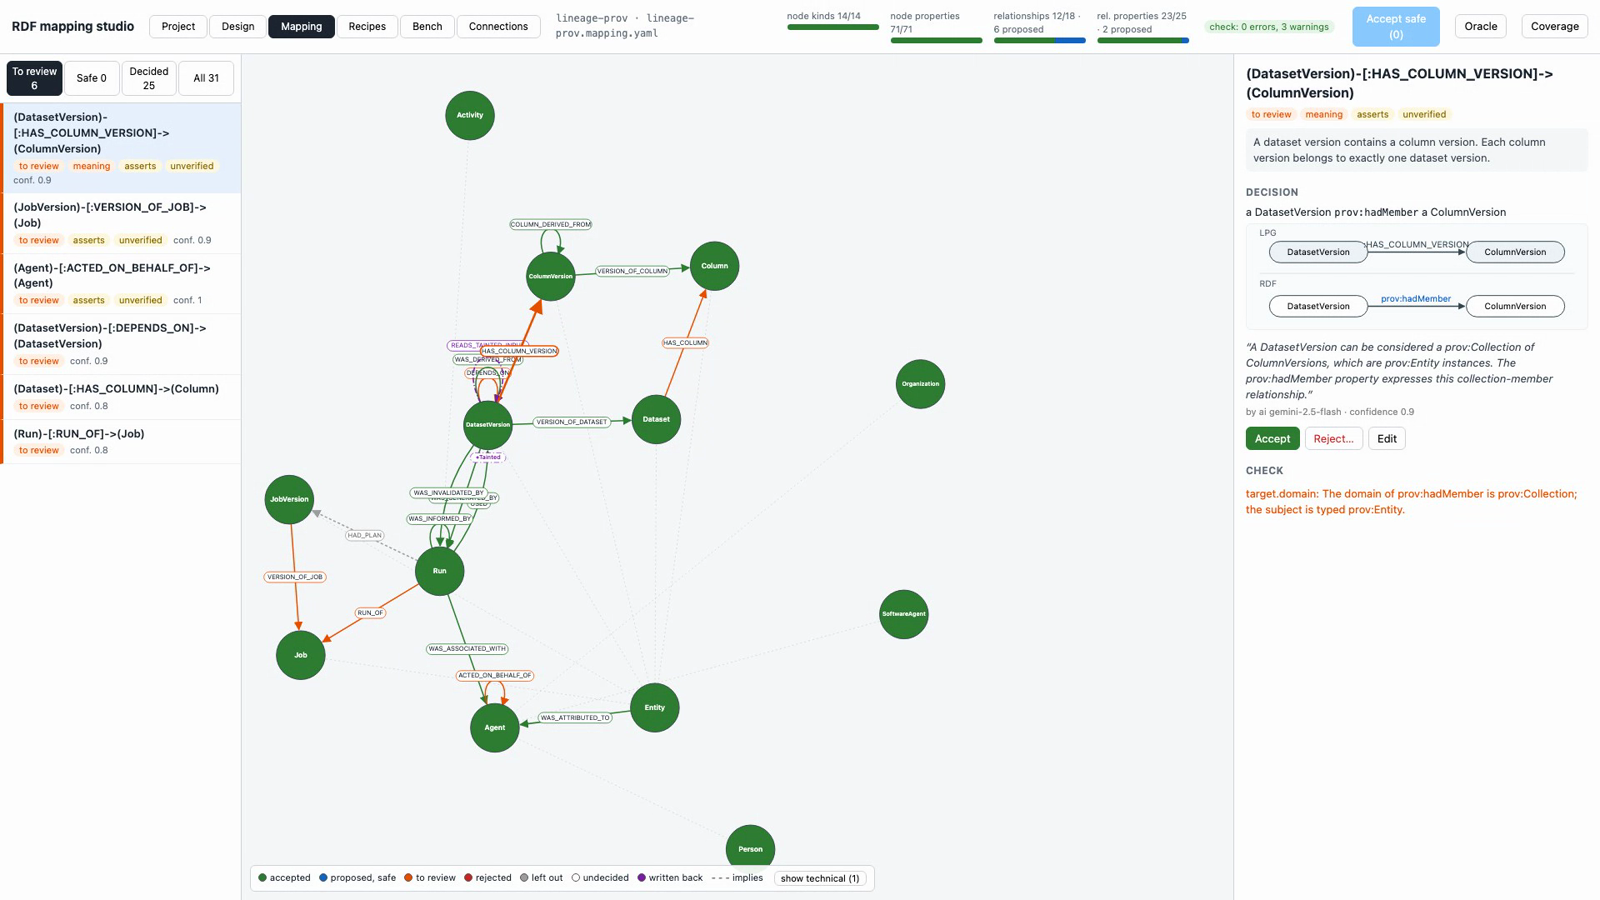 RDF mapping studio
Project
Design
Mapping
Recipes
Bench
Connections
lineage-prov · lineage-
prov.mapping.yaml
node kinds 14/14
node properties
71/71
relationships 12/18 ·
6 proposed
rel. properties 23/25
· 2 proposed
check: 0 errors, 3 warnings
Accept safe
(0)
Oracle
Coverage
To review
6
Safe 0
Decided
25
All 31
(DatasetVersion)-
[:HAS_COLUMN_VERSION]->
(ColumnVersion)
to review meaning asserts unverified
conf. 0.9
(JobVersion)-[:VERSION_OF_JOB]->
(Job)
to review asserts unverified conf. 0.9
(Agent)-[:ACTED_ON_BEHALF_OF]->
(Agent)
to review asserts unverified conf. 1
(DatasetVersion)-[:DEPENDS_ON]->
(DatasetVersion)
to review conf. 0.9
(Dataset)-[:HAS_COLUMN]->(Column)
to review conf. 0.8
(Run)-[:RUN_OF]->(Job)
to review conf. 0.8
Activity
COLUMN_DERIVED_FROM
Column
ColumnVersion
VERSION_OF_COLUMN
READS_TAINTED_INPUT
HAS_COLUMN_VERSION
HAS_COLUMN
WAS_DERIVED_FROM
DEPENDS_ON
Organization
DatasetVersion
VERSION_OF_DATASET
Dataset
+Tainted
WAS_INVALIDATED_BY
USED
JobVersion
WAS_INFORMED_BY
HAD_PLAN
Run
VERSION_OF_JOB
RUN_OF
SoftwareAgent
WAS_ASSOCIATED_WITH
Job
ACTED_ON_BEHALF_OF
Entity
WAS_ATTRIBUTED_TO
Agent
Person
accepted
proposed, safe
to review
rejected
left out
undecided
written back
implies
show technical (1)
(DatasetVersion)-[:HAS_COLUMN_VERSION]->
(ColumnVersion)
to review meaning asserts unverified
A dataset version contains a column version. Each column
version belongs to exactly one dataset version.
DECISION
a DatasetVersion prov:hadMember a ColumnVersion
LPG
DatasetVersion
:HAS_COLUMN_VERSION
ColumnVersion
RDF
DatasetVersion
prov:hadMember
ColumnVersion
“A DatasetVersion can be considered a prov:Collection of
ColumnVersions, which are prov:Entity instances. The
prov:hadMember property expresses this collection-member
relationship.”
by ai gemini-2.5-flash · confidence 0.9
Accept
Reject...
Edit
CHECK
target.domain: The domain of prov:hadMember is prov:Collection;
the subject is typed prov:Entity.